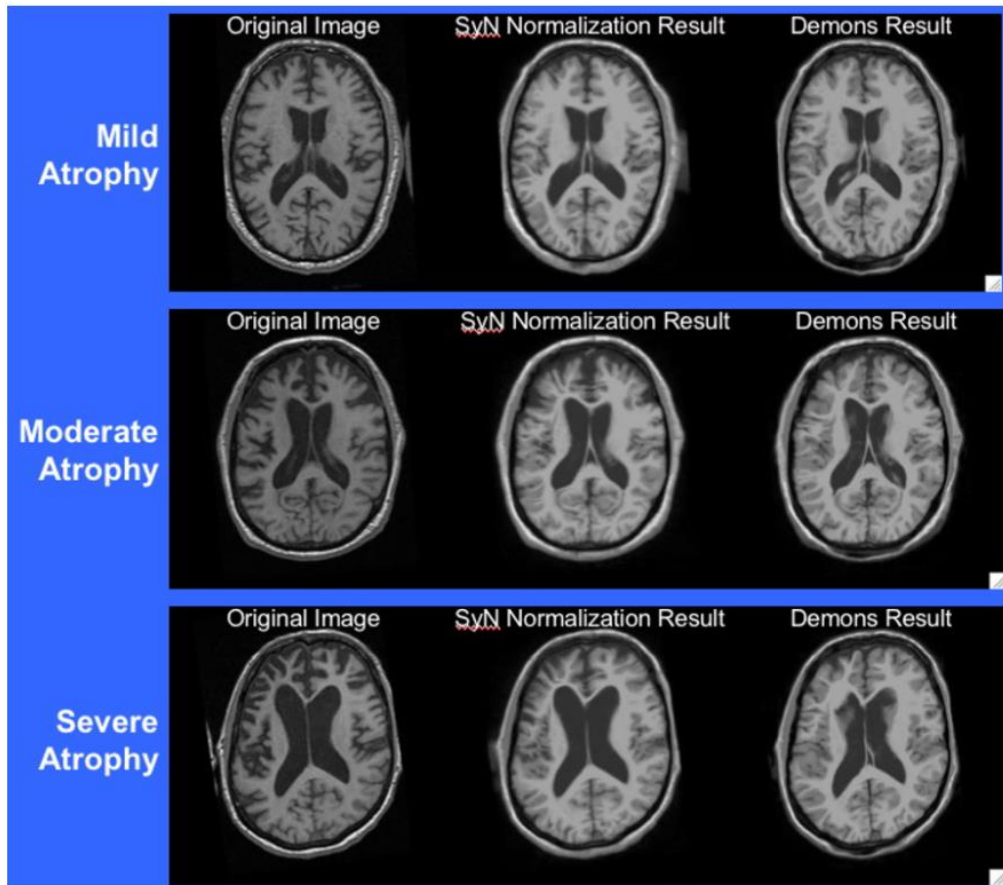 Original Image SyN Normalization Result Demons Result
Mild
Atrophy
Original Image SyN Normalization Result Demons Result
Moderate
Atrophy
Original Image SyN Normalization Result Demons Result
Severe
Atrophy